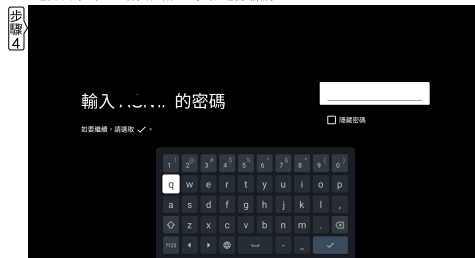 步驟4
輸入 的密碼
如要繼續，請選取 ✓。
隱藏密碼
1! 2@ 3# 4$ 5% 6^ 7& 8* 9( 0)
q w e r t y u i o p
a s d f g h j k l ,
z x c v b n m .
?123 - _